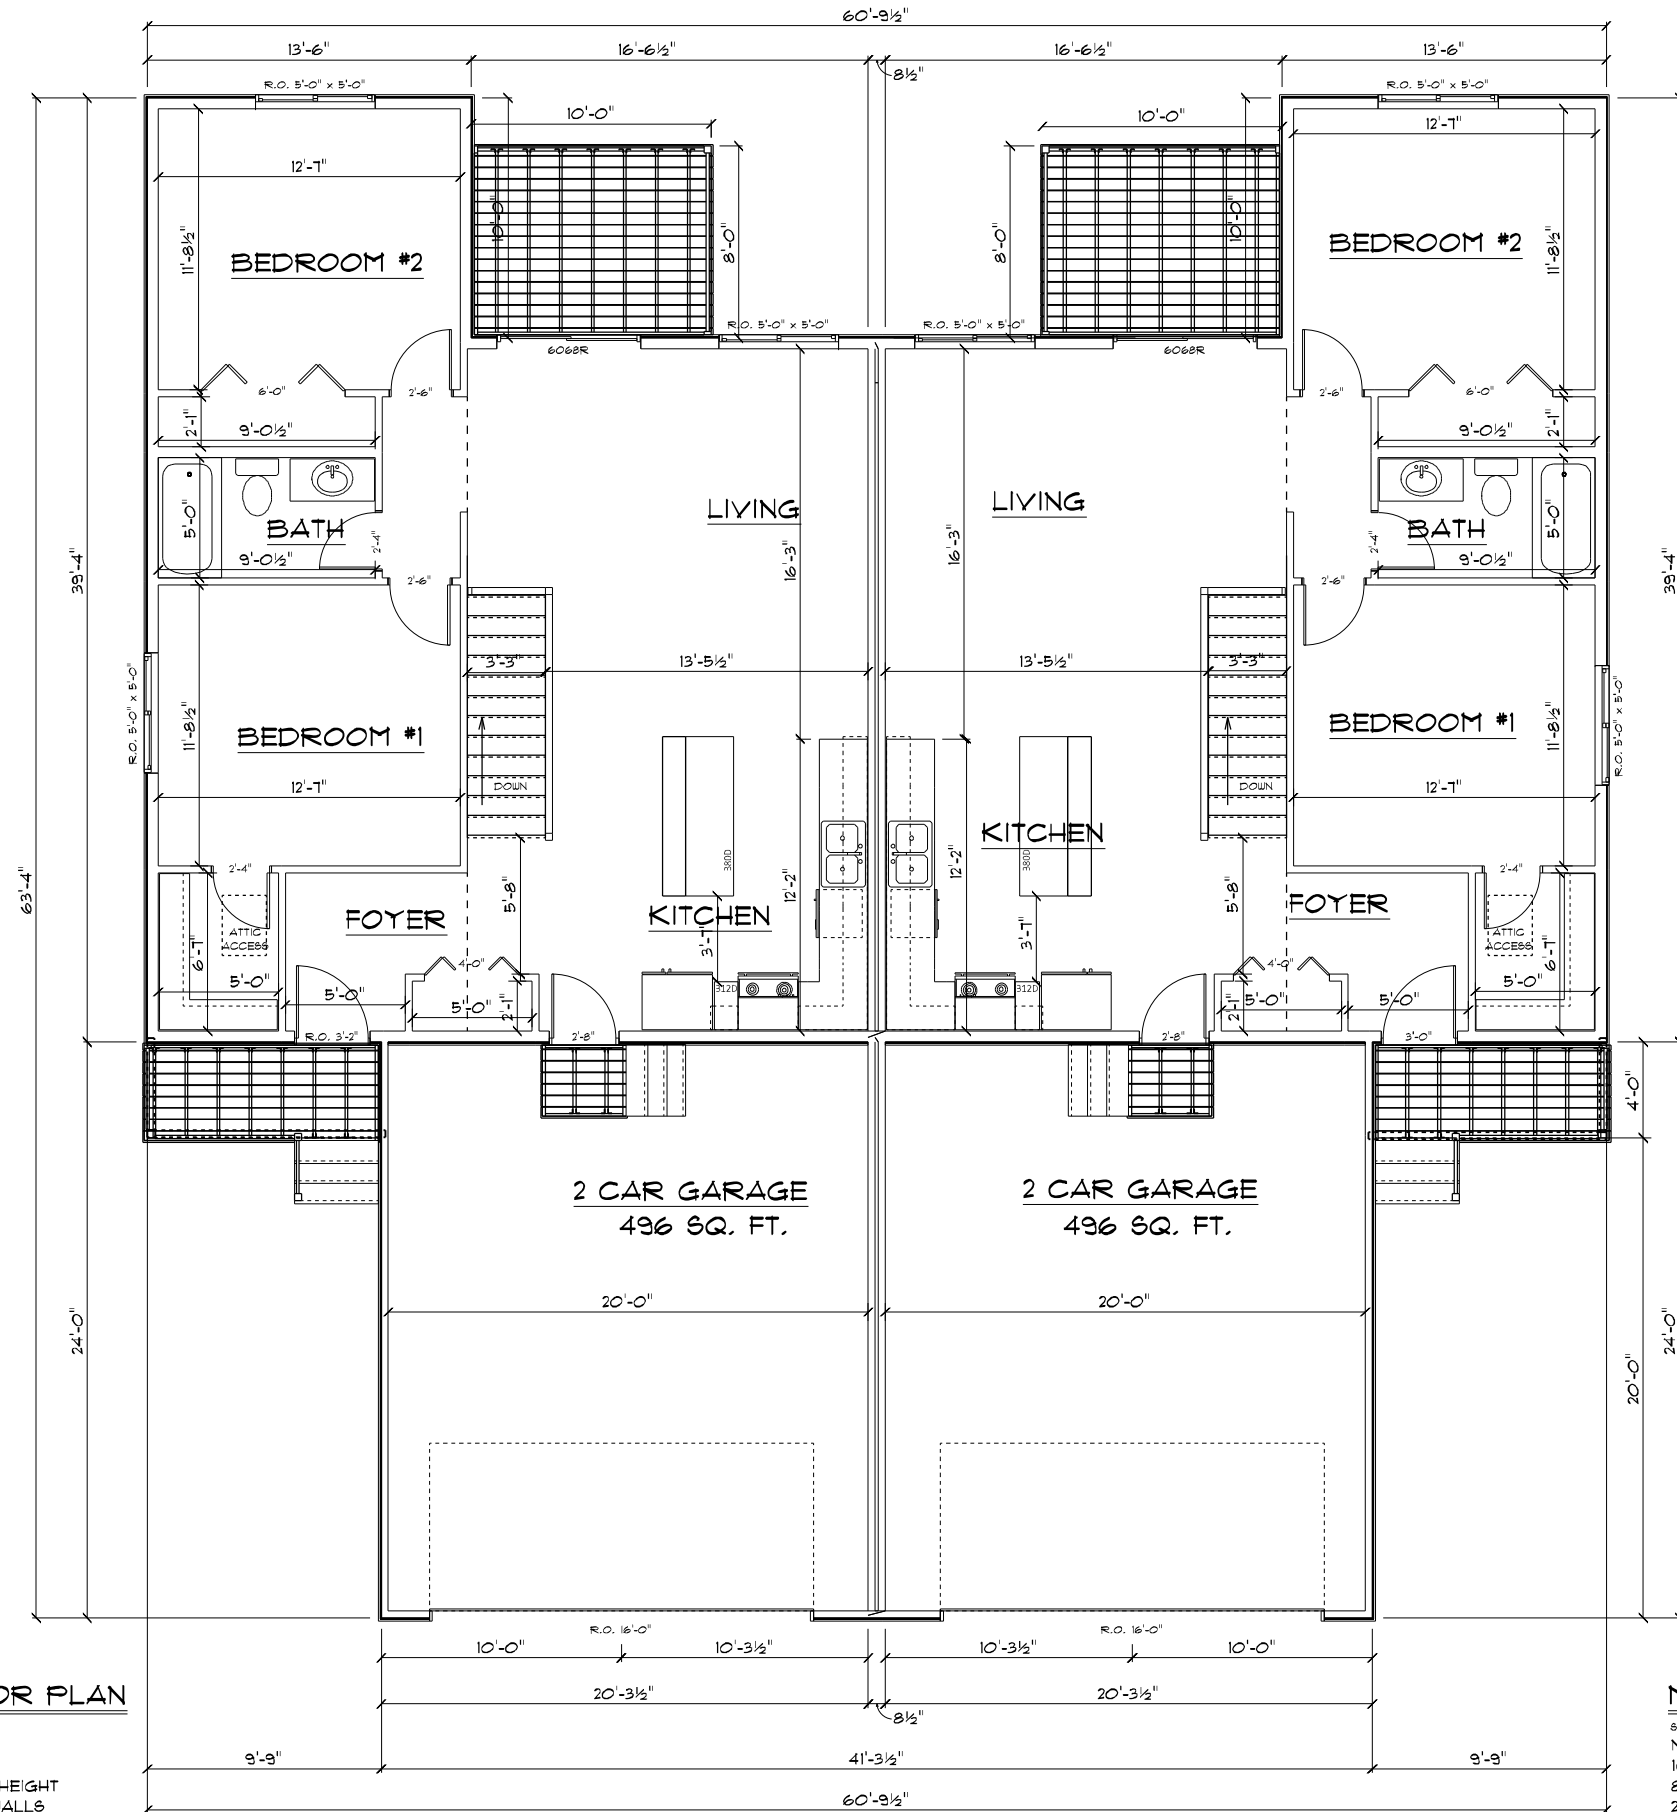 60'-9½"
13'-6"
16'-6½"
16'-6½"
13'-6"
8½"
R.O. 5'-0" x 5'-0"
R.O. 5'-0" x 5'-0"
10'-0"
10'-0"
12'-7"
12'-7"
10'-0"
10'-0"
8'-0"
8'-0"
11'-8½"
11'-8½"
BEDROOM #2
BEDROOM #2
R.O. 5'-0" x 5'-0"
R.O. 5'-0" x 5'-0"
6068R
6068R
6'-0"
2'-6"
2'-6"
6'-0"
2'-1"
9'-0½"
9'-0½"
2'-1"
LIVING
LIVING
5'-0"
BATH
2'-4"
2'-4"
BATH
5'-0"
9'-0½"
9'-0½"
16'-3"
16'-3"
39'-4"
39'-4"
2'-6"
2'-6"
3'-3"
13'-5½"
13'-5½"
3'-3"
R.O. 5'-0" x 5'-0"
R.O. 5'-0" x 5'-0"
11'-8½"
11'-8½"
BEDROOM #1
BEDROOM #1
12'-7"
DOWN
DOWN
12'-7"
KITCHEN
380D
380D
2'-4"
2'-4"
63'-4"
5'-8"
12'-2"
12'-2"
5'-8"
FOYER
KITCHEN
FOYER
ATTIC
ACCESS
ATTIC
ACCESS
3'-7"
3'-7"
6'-7"
6'-7"
4'-0"
4'-0"
5'-0"
5'-0"
5'-0"
2'-1"
312D
312D
2'-1"
5'-0"
5'-0"
5'-0"
R.O. 3'-2"
2'-8"
2'-8"
3'-0"
4'-0"
2 CAR GARAGE
496 SQ. FT.
2 CAR GARAGE
496 SQ. FT.
20'-0"
20'-0"
24'-0"
24'-0"
20'-0"
R.O. 16'-0"
R.O. 16'-0"
10'-0"
10'-3½"
10'-3½"
10'-0"
20'-3½"
20'-3½"
8½"
OR PLAN
9'-9"
41'-3½"
9'-9"
HEIGHT
60'-9½"